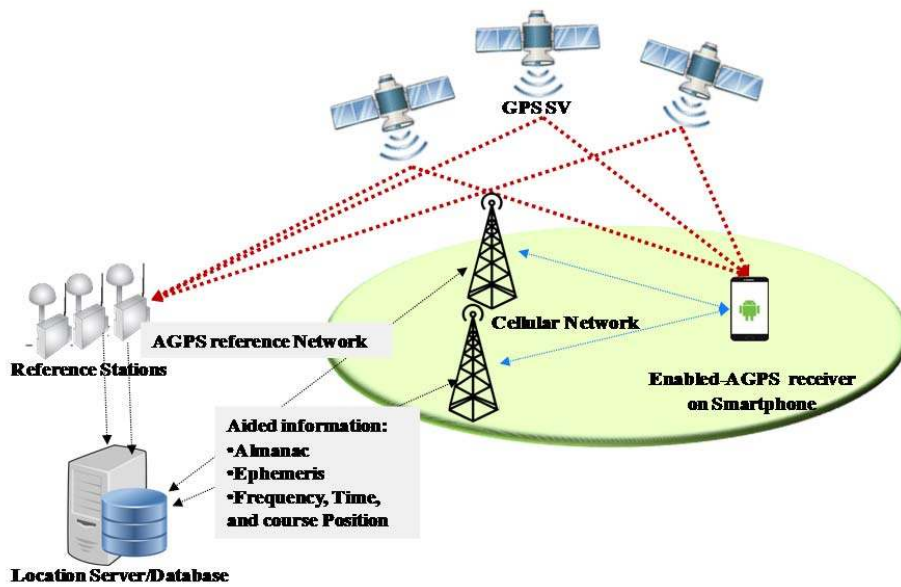 GPS SV
Cellular Network
AGPS reference Network
Reference Stations
Enabled-AGPS receiver
on Smartphone
Aided information:
•Almanac
•Ephemeris
•Frequency, Time,
and course Position
Location Server/Database